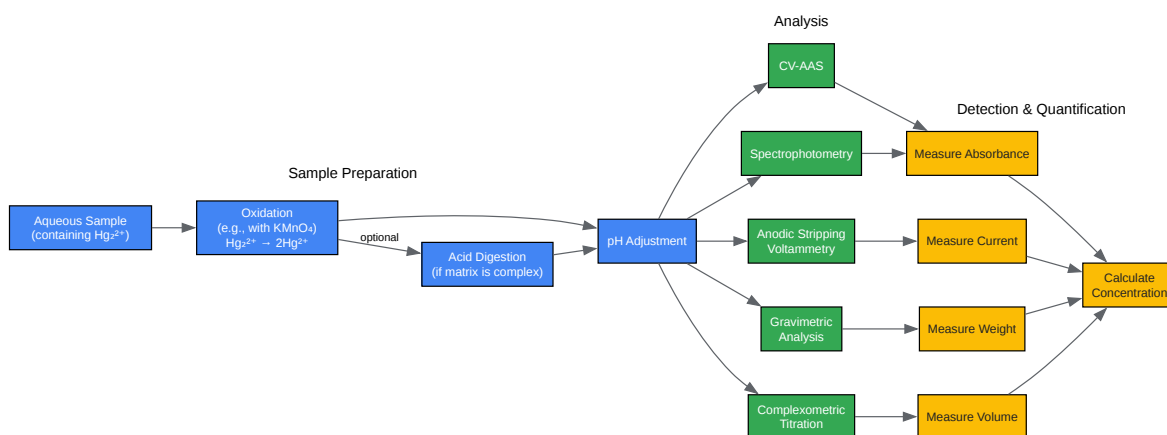 Analysis
CV-AAS
Detection & Quantification
Spectrophotometry
Measure Absorbance
Sample Preparation
Aqueous Sample
(containing Hg₂²⁺)
Oxidation
(e.g., with KMnO₄)
Hg₂²⁺ → 2Hg²⁺
optional
Acid Digestion
(if matrix is complex)
pH Adjustment
Anodic Stripping
Voltammetry
Measure Current
Gravimetric
Analysis
Measure Weight
Calculate
Concentration
Complexometric
Titration
Measure Volume